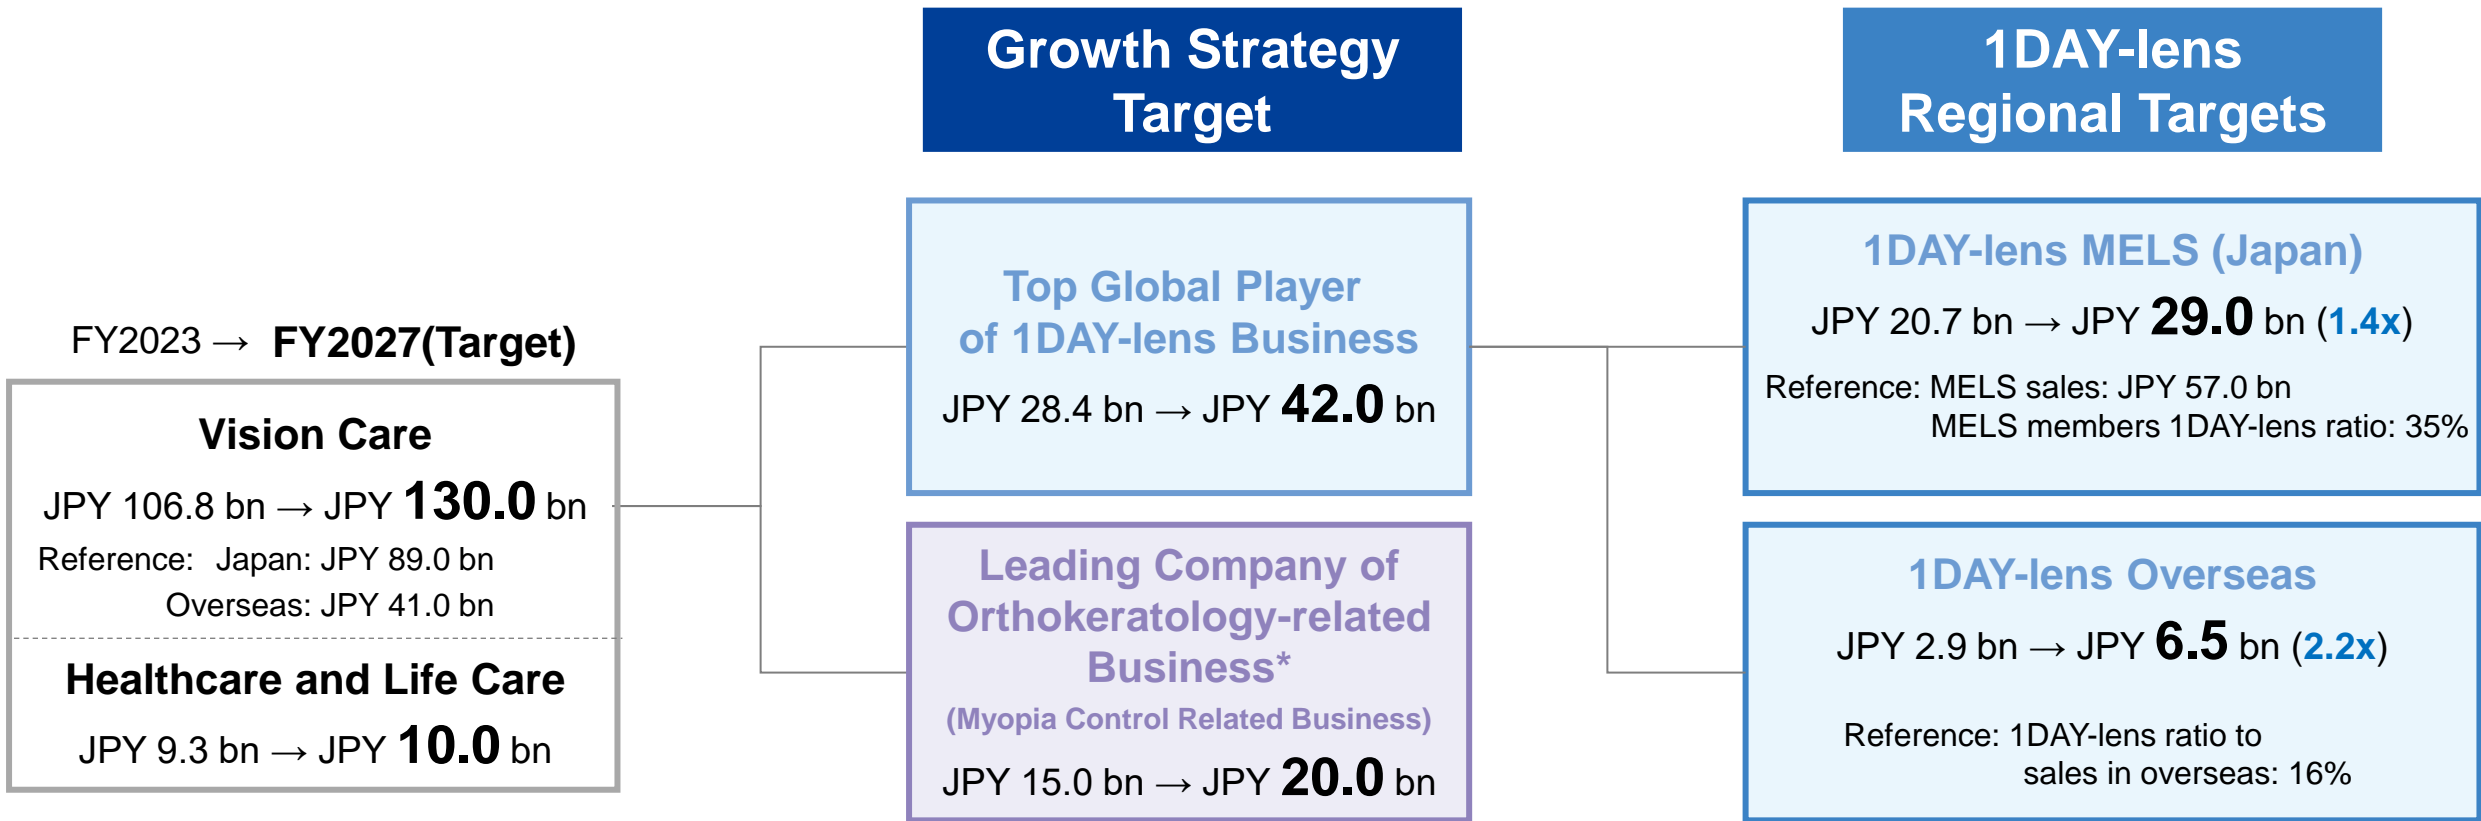 Growth Strategy
Target
1DAY-lens
Regional Targets
FY2023 → FY2027(Target)
Vision Care
JPY 106.8 bn → JPY 130.0 bn
Reference: Japan: JPY 89.0 bn
Overseas: JPY 41.0 bn
Healthcare and Life Care
JPY 9.3 bn → JPY 10.0 bn
Top Global Player
of 1DAY-lens Business
JPY 28.4 bn → JPY 42.0 bn
Leading Company of
Orthokeratology-related
Business*
(Myopia Control Related Business)
JPY 15.0 bn → JPY 20.0 bn
1DAY-lens MELS (Japan)
JPY 20.7 bn → JPY 29.0 bn (1.4x)
Reference: MELS sales: JPY 57.0 bn
MELS members 1DAY-lens ratio: 35%
1DAY-lens Overseas
JPY 2.9 bn → JPY 6.5 bn (2.2x)
Reference: 1DAY-lens ratio to
sales in overseas: 16%